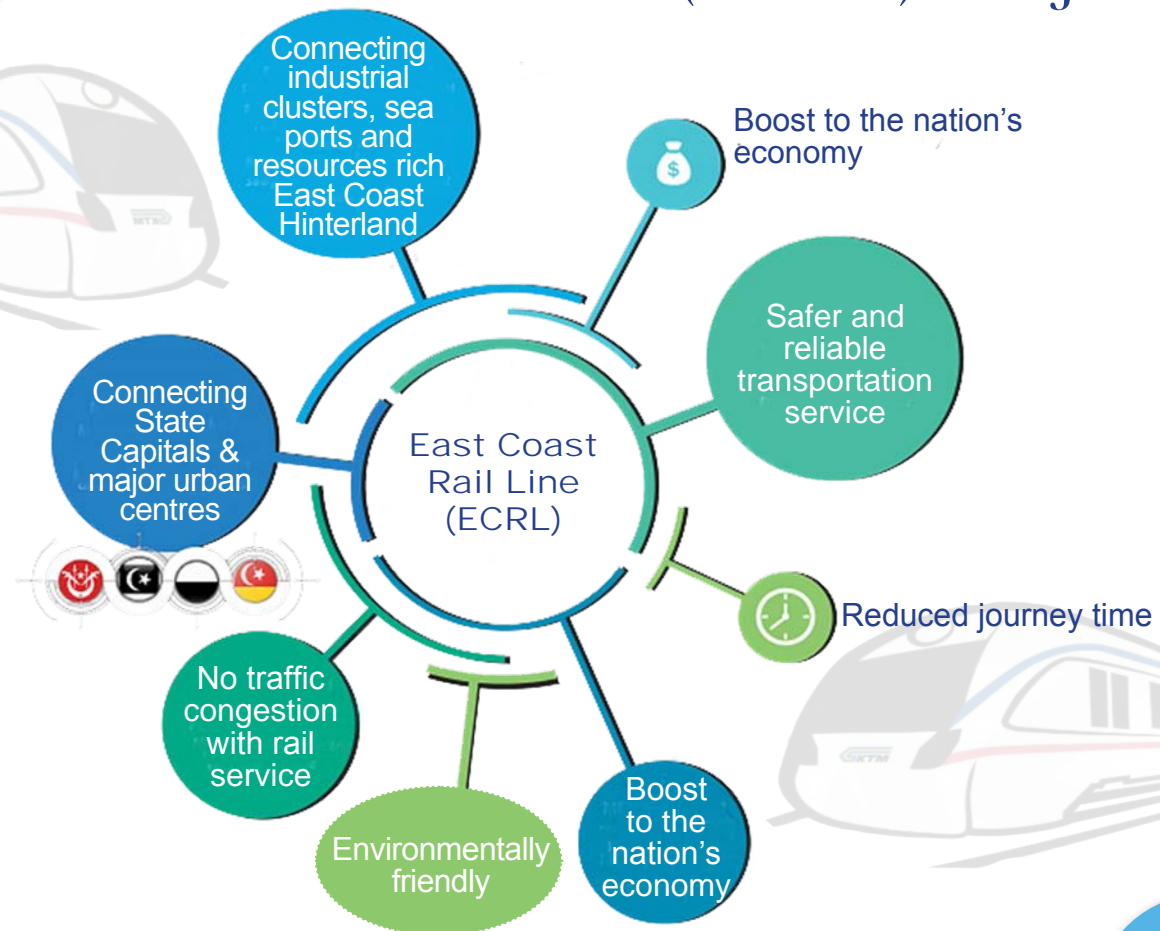 Connecting
industrial
clusters, sea
ports and
resources rich
East Coast
Hinterland
Boost to the nation's
economy
Safer and
reliable
transportation
service
Connecting
State
Capitals &
major urban
centres
East Coast
Rail Line
(ECRL)
Reduced journey time
No traffic
congestion
with rail
service
Environmentally
friendly
Boost
to the
nation's
economy
KTM